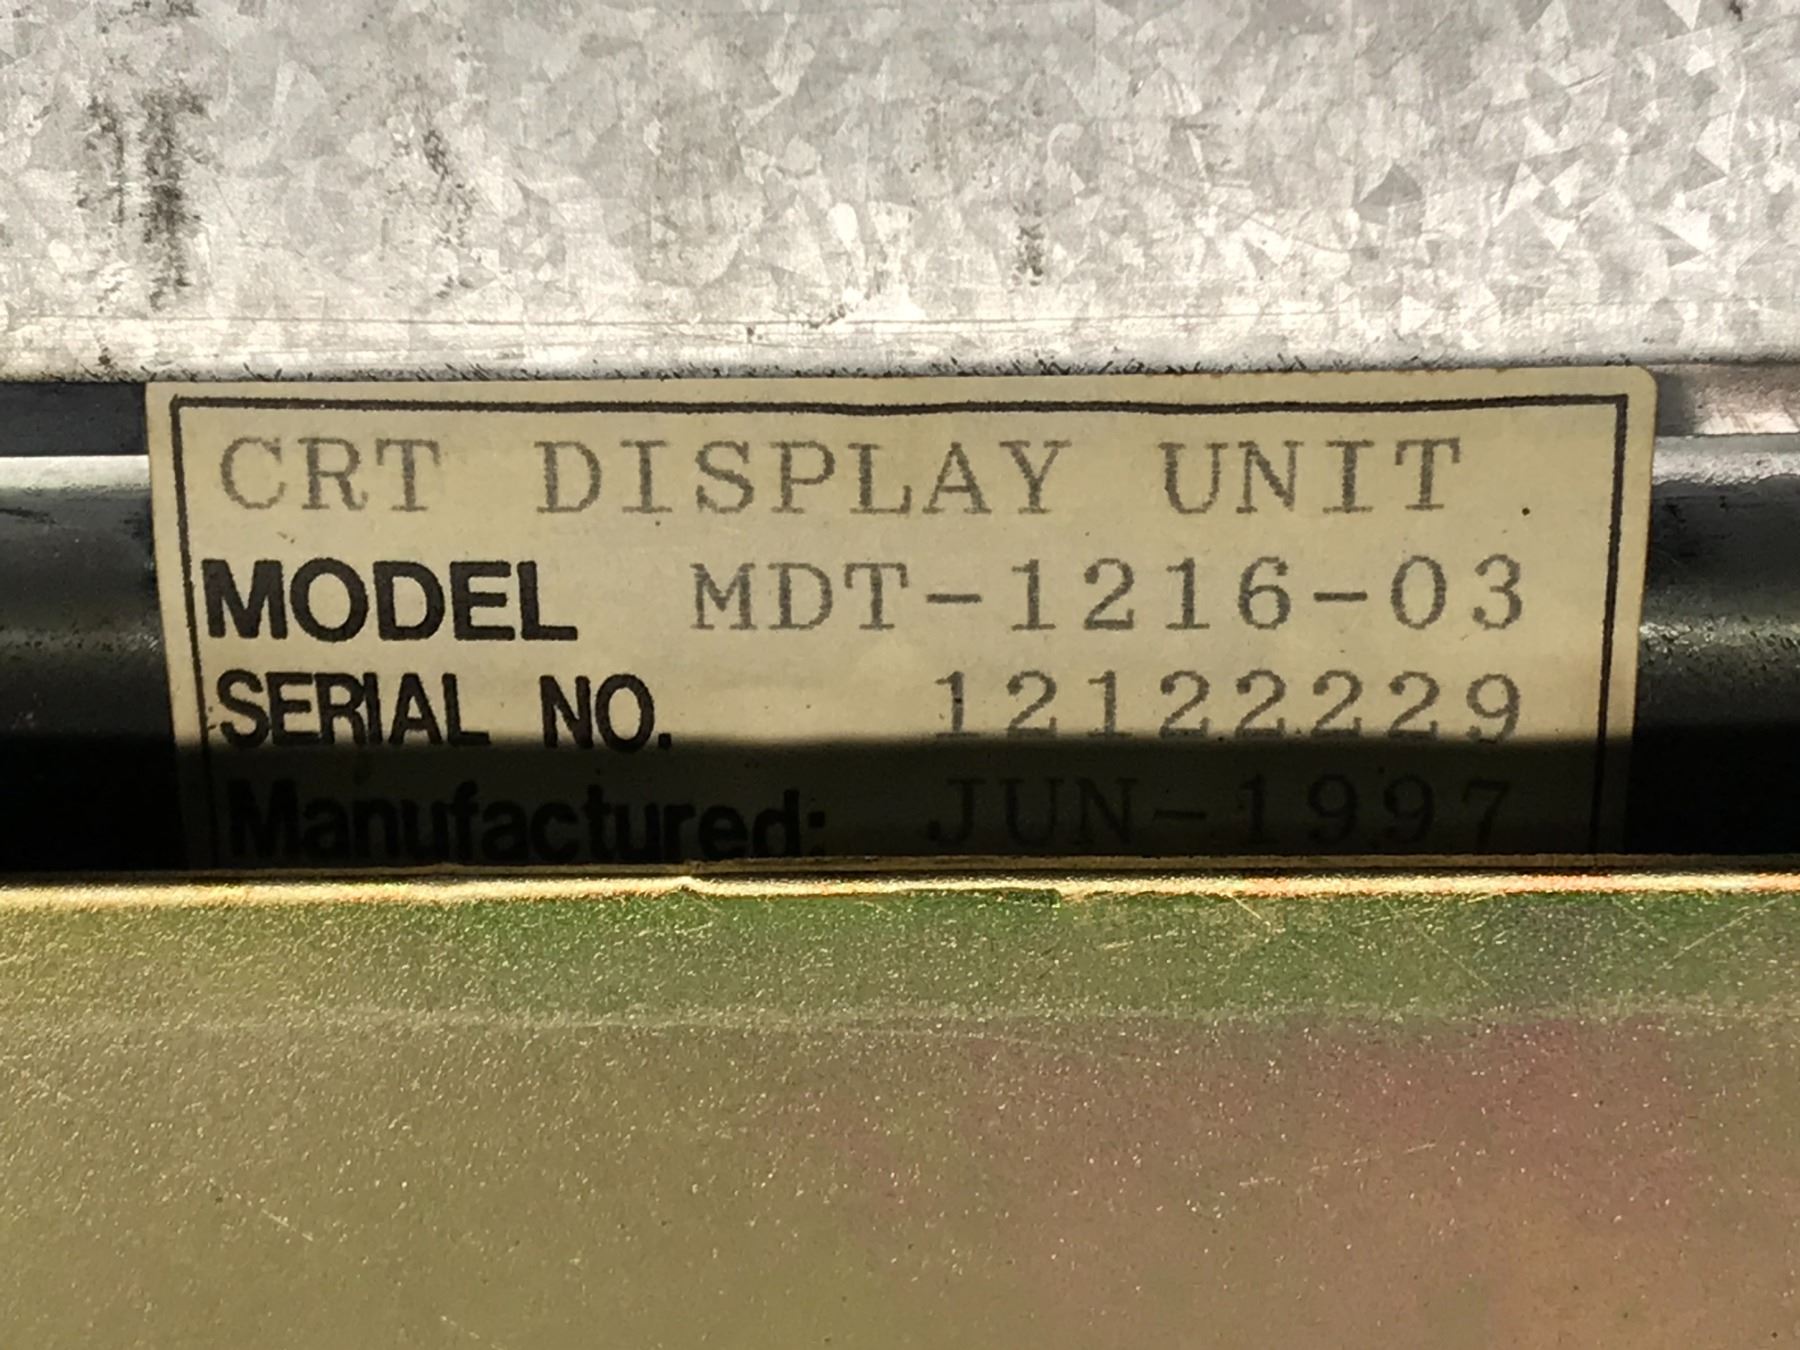 CRT DISPLAY UNIT
MODEL MDT-1216-03
SERIAL NO. 12122229
Manufactured: JUN-1997